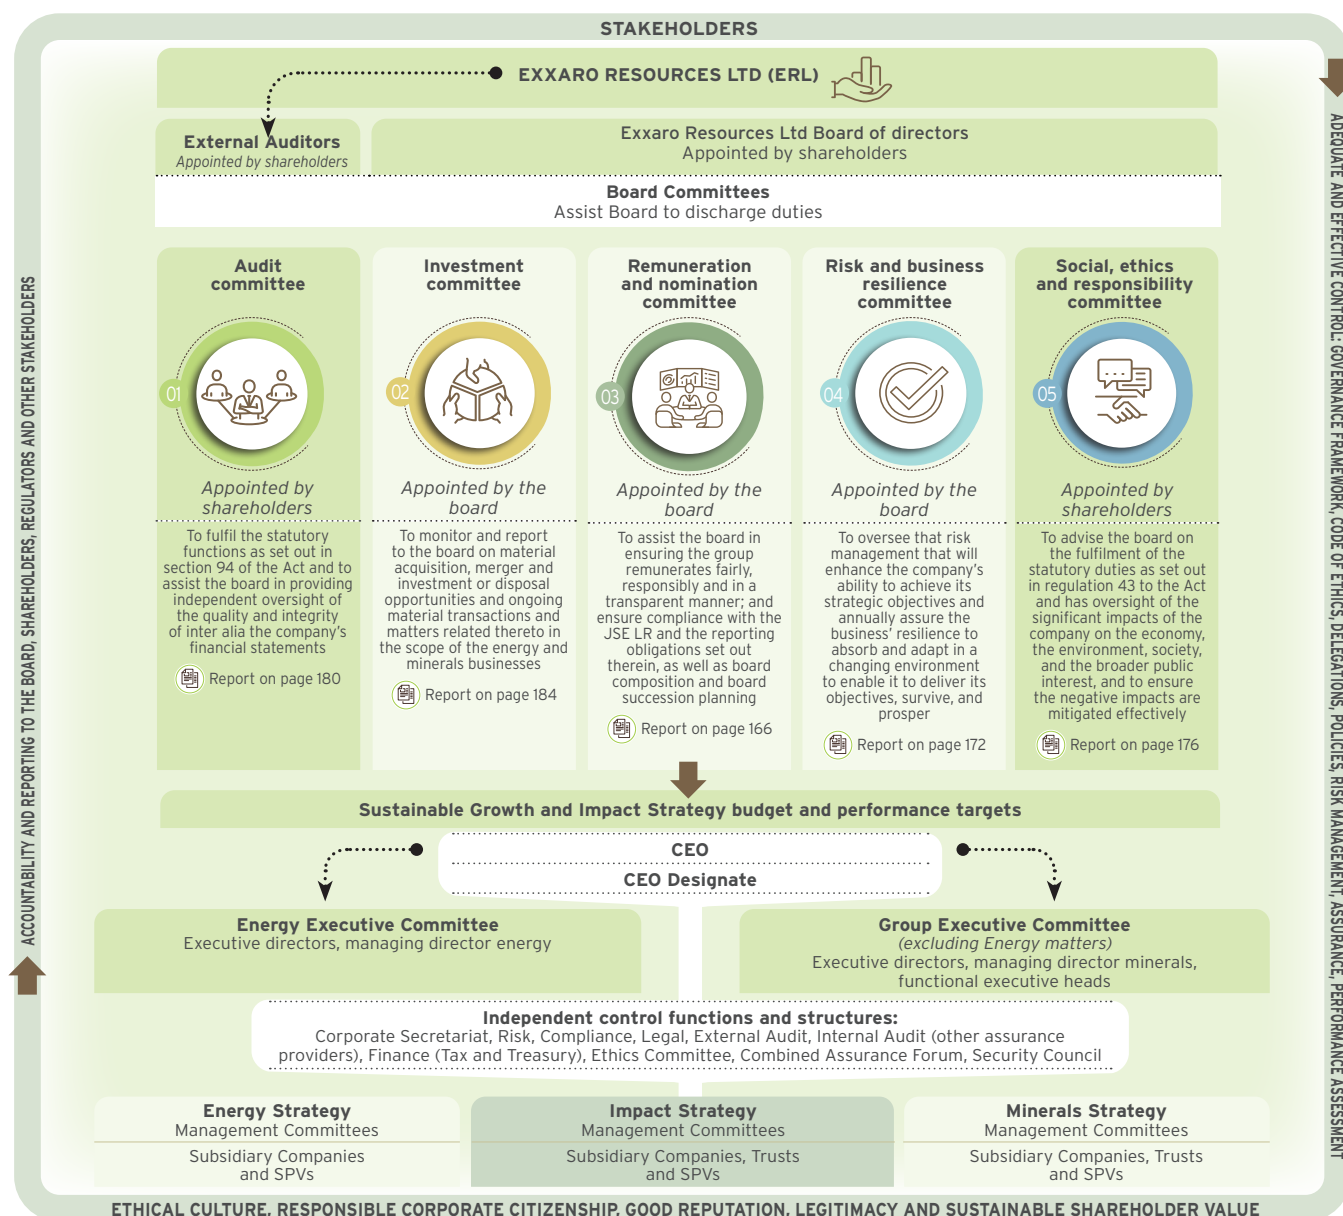 STAKEHOLDERS
EXXARO RESOURCES LTD (ERL)
External Auditors
Appointed by shareholders
Exxaro Resources Ltd Board of directors
Appointed by shareholders
Board Committees
Assist Board to discharge duties
Audit
committee
01
Appointed by
shareholders
To fulfil the statutory
functions as set out in
section 94 of the Act and to
assist the board in providing
independent oversight of
the quality and integrity
of inter alia the company's
financial statements
Report on page 180
Investment
committee
02
Appointed by the
board
To monitor and report
to the board on material
acquisition, merger and
investment or disposal
opportunities and ongoing
material transactions and
matters related thereto in
the scope of the energy and
minerals businesses
Report on page 184
Remuneration
and nomination
committee
03
Appointed by the
board
To assist the board in
ensuring the group
remunerates fairly,
responsibly and in a
transparent manner; and
ensure compliance with the
JSE LR and the reporting
obligations set out
therein, as well as board
composition and board
succession planning
Report on page 166
Risk and business
resilience
committee
04
Appointed by the
board
To oversee that risk
management that will
enhance the company's
ability to achieve its
strategic objectives and
annually assure the
business' resilience to
absorb and adapt in a
changing environment
to enable it to deliver its
objectives, survive, and
prosper
Report on page 172
Social, ethics
and responsibility
committee
05
Appointed by
shareholders
To advise the board on
the fulfilment of the
statutory duties as set out
in regulation 43 to the Act
and has oversight of the
significant impacts of the
company on the economy,
the environment, society,
and the broader public
interest, and to ensure
the negative impacts are
mitigated effectively
Report on page 176
Sustainable Growth and Impact Strategy budget and performance targets
CEO
CEO Designate
Energy Executive Committee
Executive directors, managing director energy
Group Executive Committee
(excluding Energy matters)
Executive directors, managing director minerals,
functional executive heads
Independent control functions and structures:
Corporate Secretariat, Risk, Compliance, Legal, External Audit, Internal Audit (other assurance
providers), Finance (Tax and Treasury), Ethics Committee, Combined Assurance Forum, Security Council
Energy Strategy
Management Committees
Subsidiary Companies
and SPVs
Impact Strategy
Management Committees
Subsidiary Companies, Trusts
and SPVs
Minerals Strategy
Management Committees
Subsidiary Companies, Trusts
and SPVs
ACCOUNTABILITY AND REPORTING TO THE BOARD, SHAREHOLDERS, REGULATORS AND OTHER STAKEHOLDERS
ADEQUATE AND EFFECTIVE CONTROL: GOVERNANCE FRAMEWORK, CODE OF ETHICS, DELEGATIONS, POLICIES, RISK MANAGEMENT, ASSURANCE, PERFORMANCE ASSESSMENT
ETHICAL CULTURE, RESPONSIBLE CORPORATE CITIZENSHIP, GOOD REPUTATION, LEGITIMACY AND SUSTAINABLE SHAREHOLDER VALUE